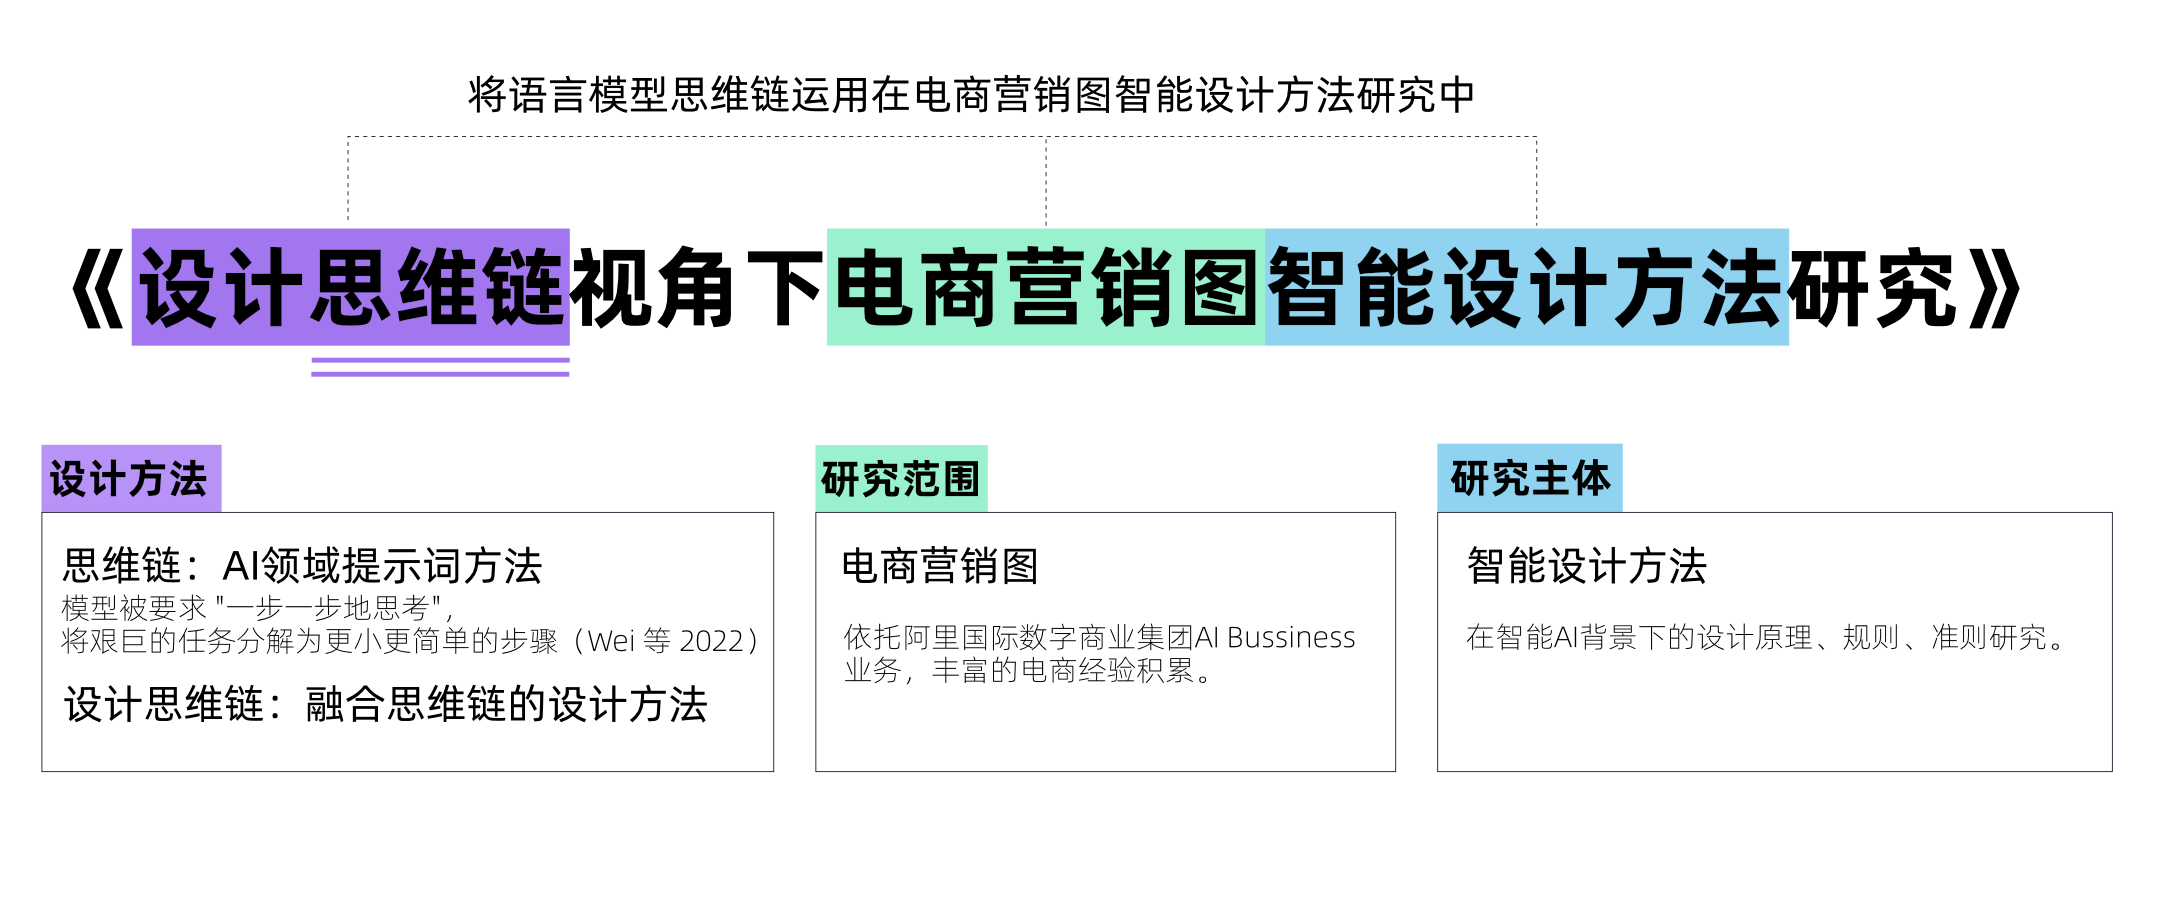 将语言模型思维链运用在电商营销图智能设计方法研究中
《设计思维链视角下电商营销图智能设计方法研究》
设计方法
思维链：AI领域提示词方法
模型被要求 "一步一步地思考"，
将艰巨的任务分解为更小更简单的步骤（Wei 等 2022）
设计思维链：融合思维链的设计方法
研究范围
电商营销图
依托阿里国际数字商业集团AI Bussiness
业务，丰富的电商经验积累。
研究主体
智能设计方法
在智能AI背景下的设计原理、规则、准则研究。